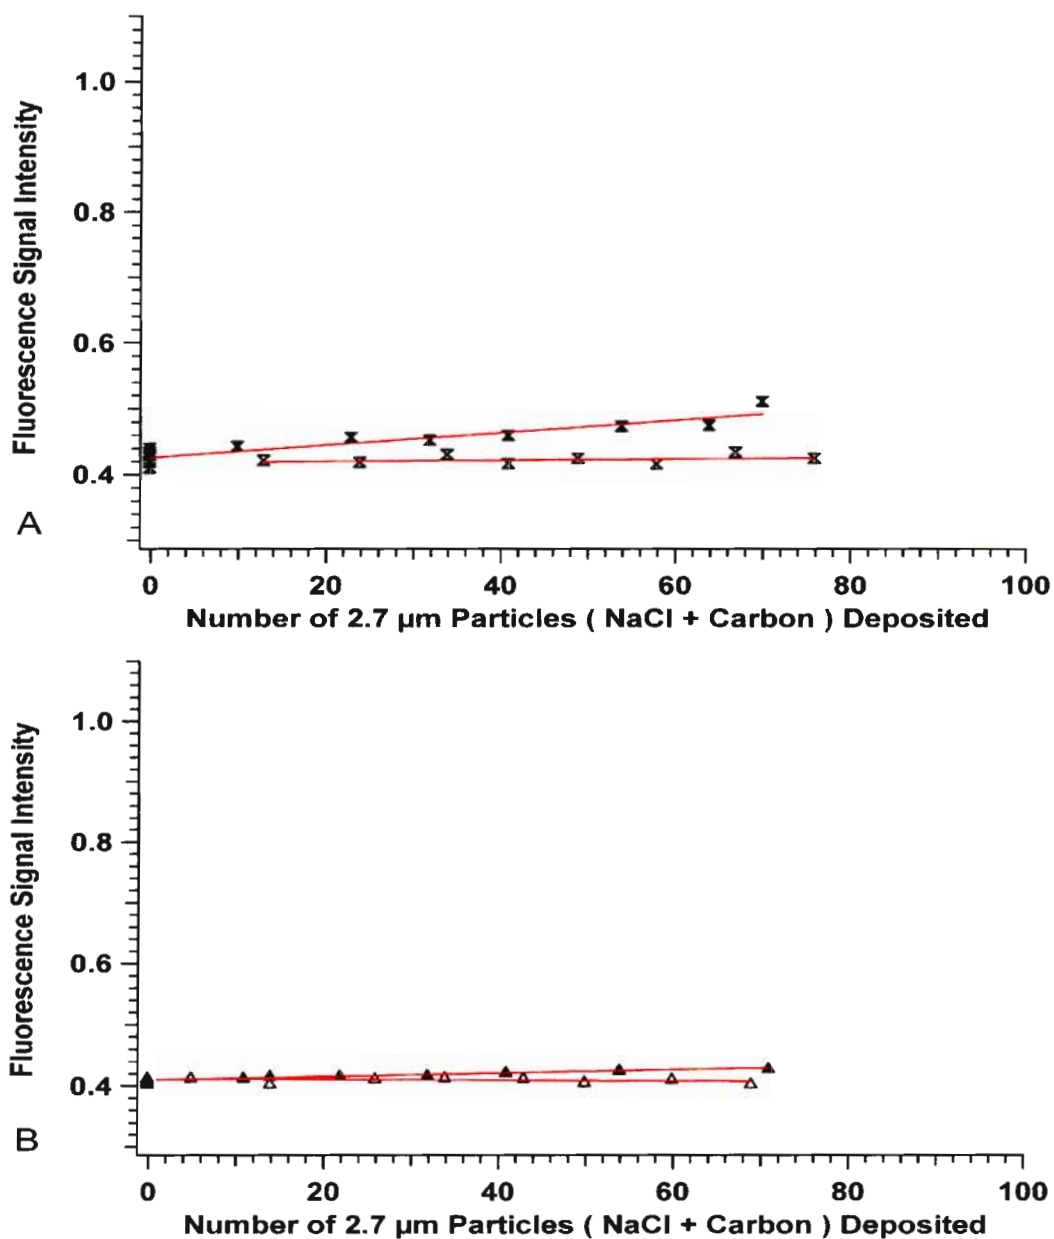 Fluorescence Signal Intensity
1.0
0.8
0.6
0.4
A
0 20 40 60 80 100
Number of 2.7 µm Particles ( NaCl + Carbon ) Deposited
Fluorescence Signal Intensity
1.0
0.8
0.6
0.4
B
0 20 40 60 80 100
Number of 2.7 µm Particles ( NaCl + Carbon ) Deposited